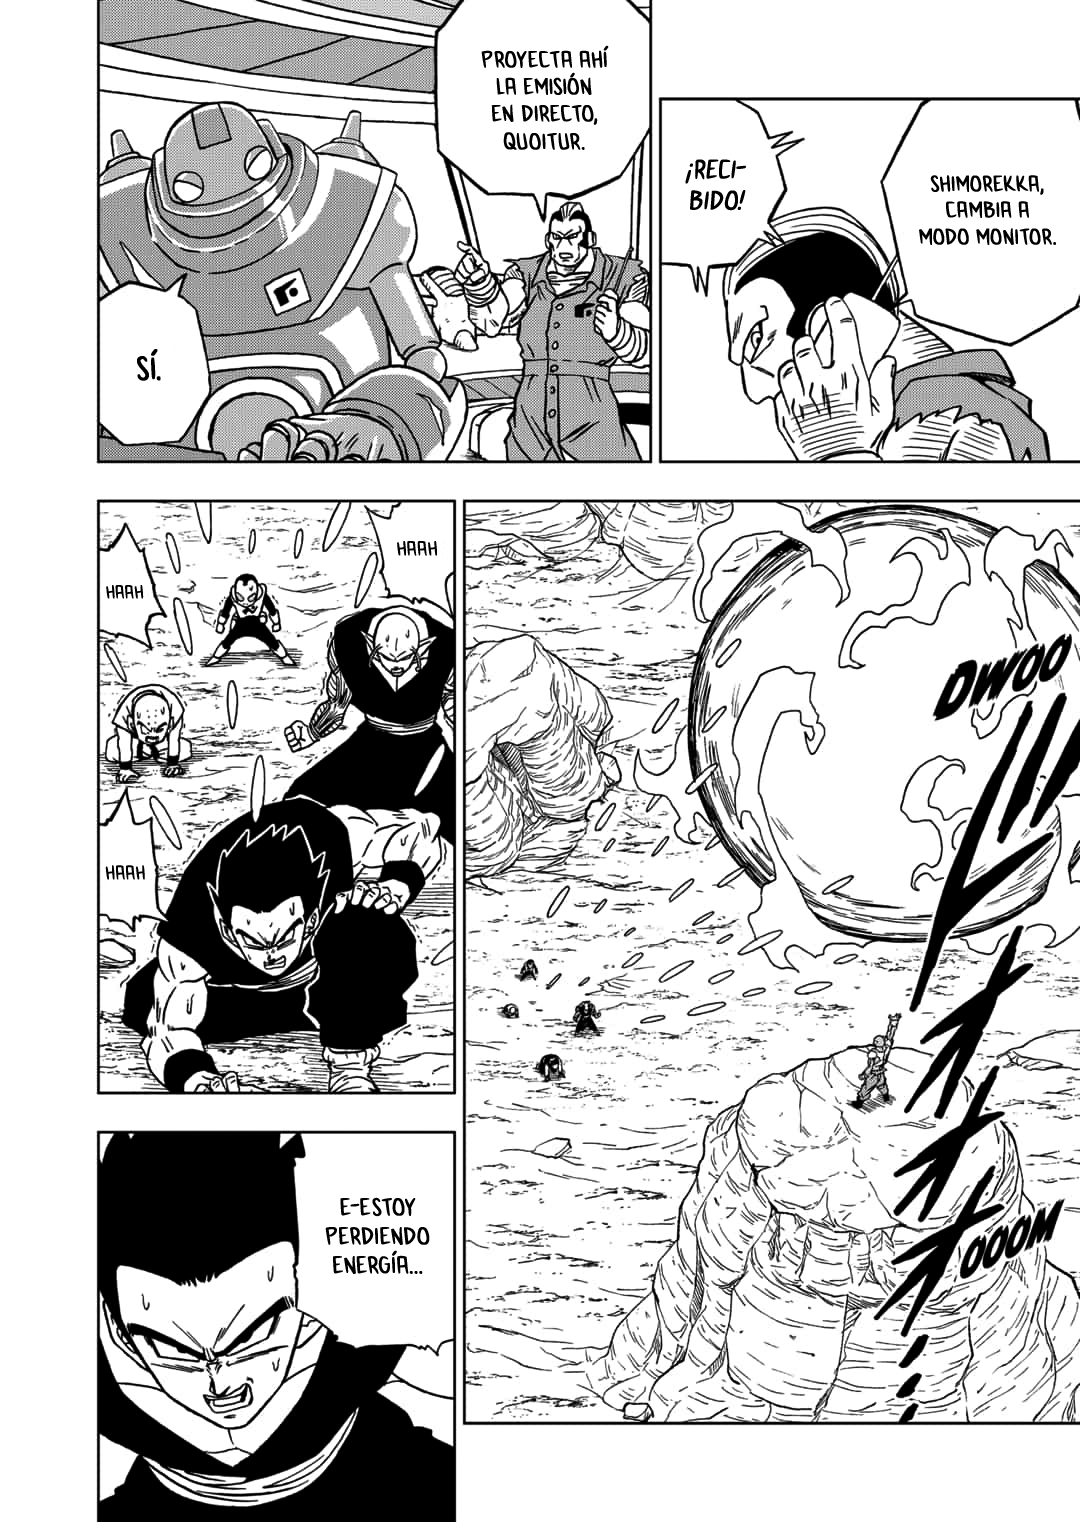 SHIMOREKKA,
CAMBIA A
MODO MONITOR.
¡RECI-
BIDO!
PROYECTA AHÍ
LA EMISIÓN
EN DIRECTO,
QUOITUR.
SÍ.
DWOO
OOOM
HAAH
HAAH
HAAH
E-ESTOY
PERDIENDO
ENERGÍA...